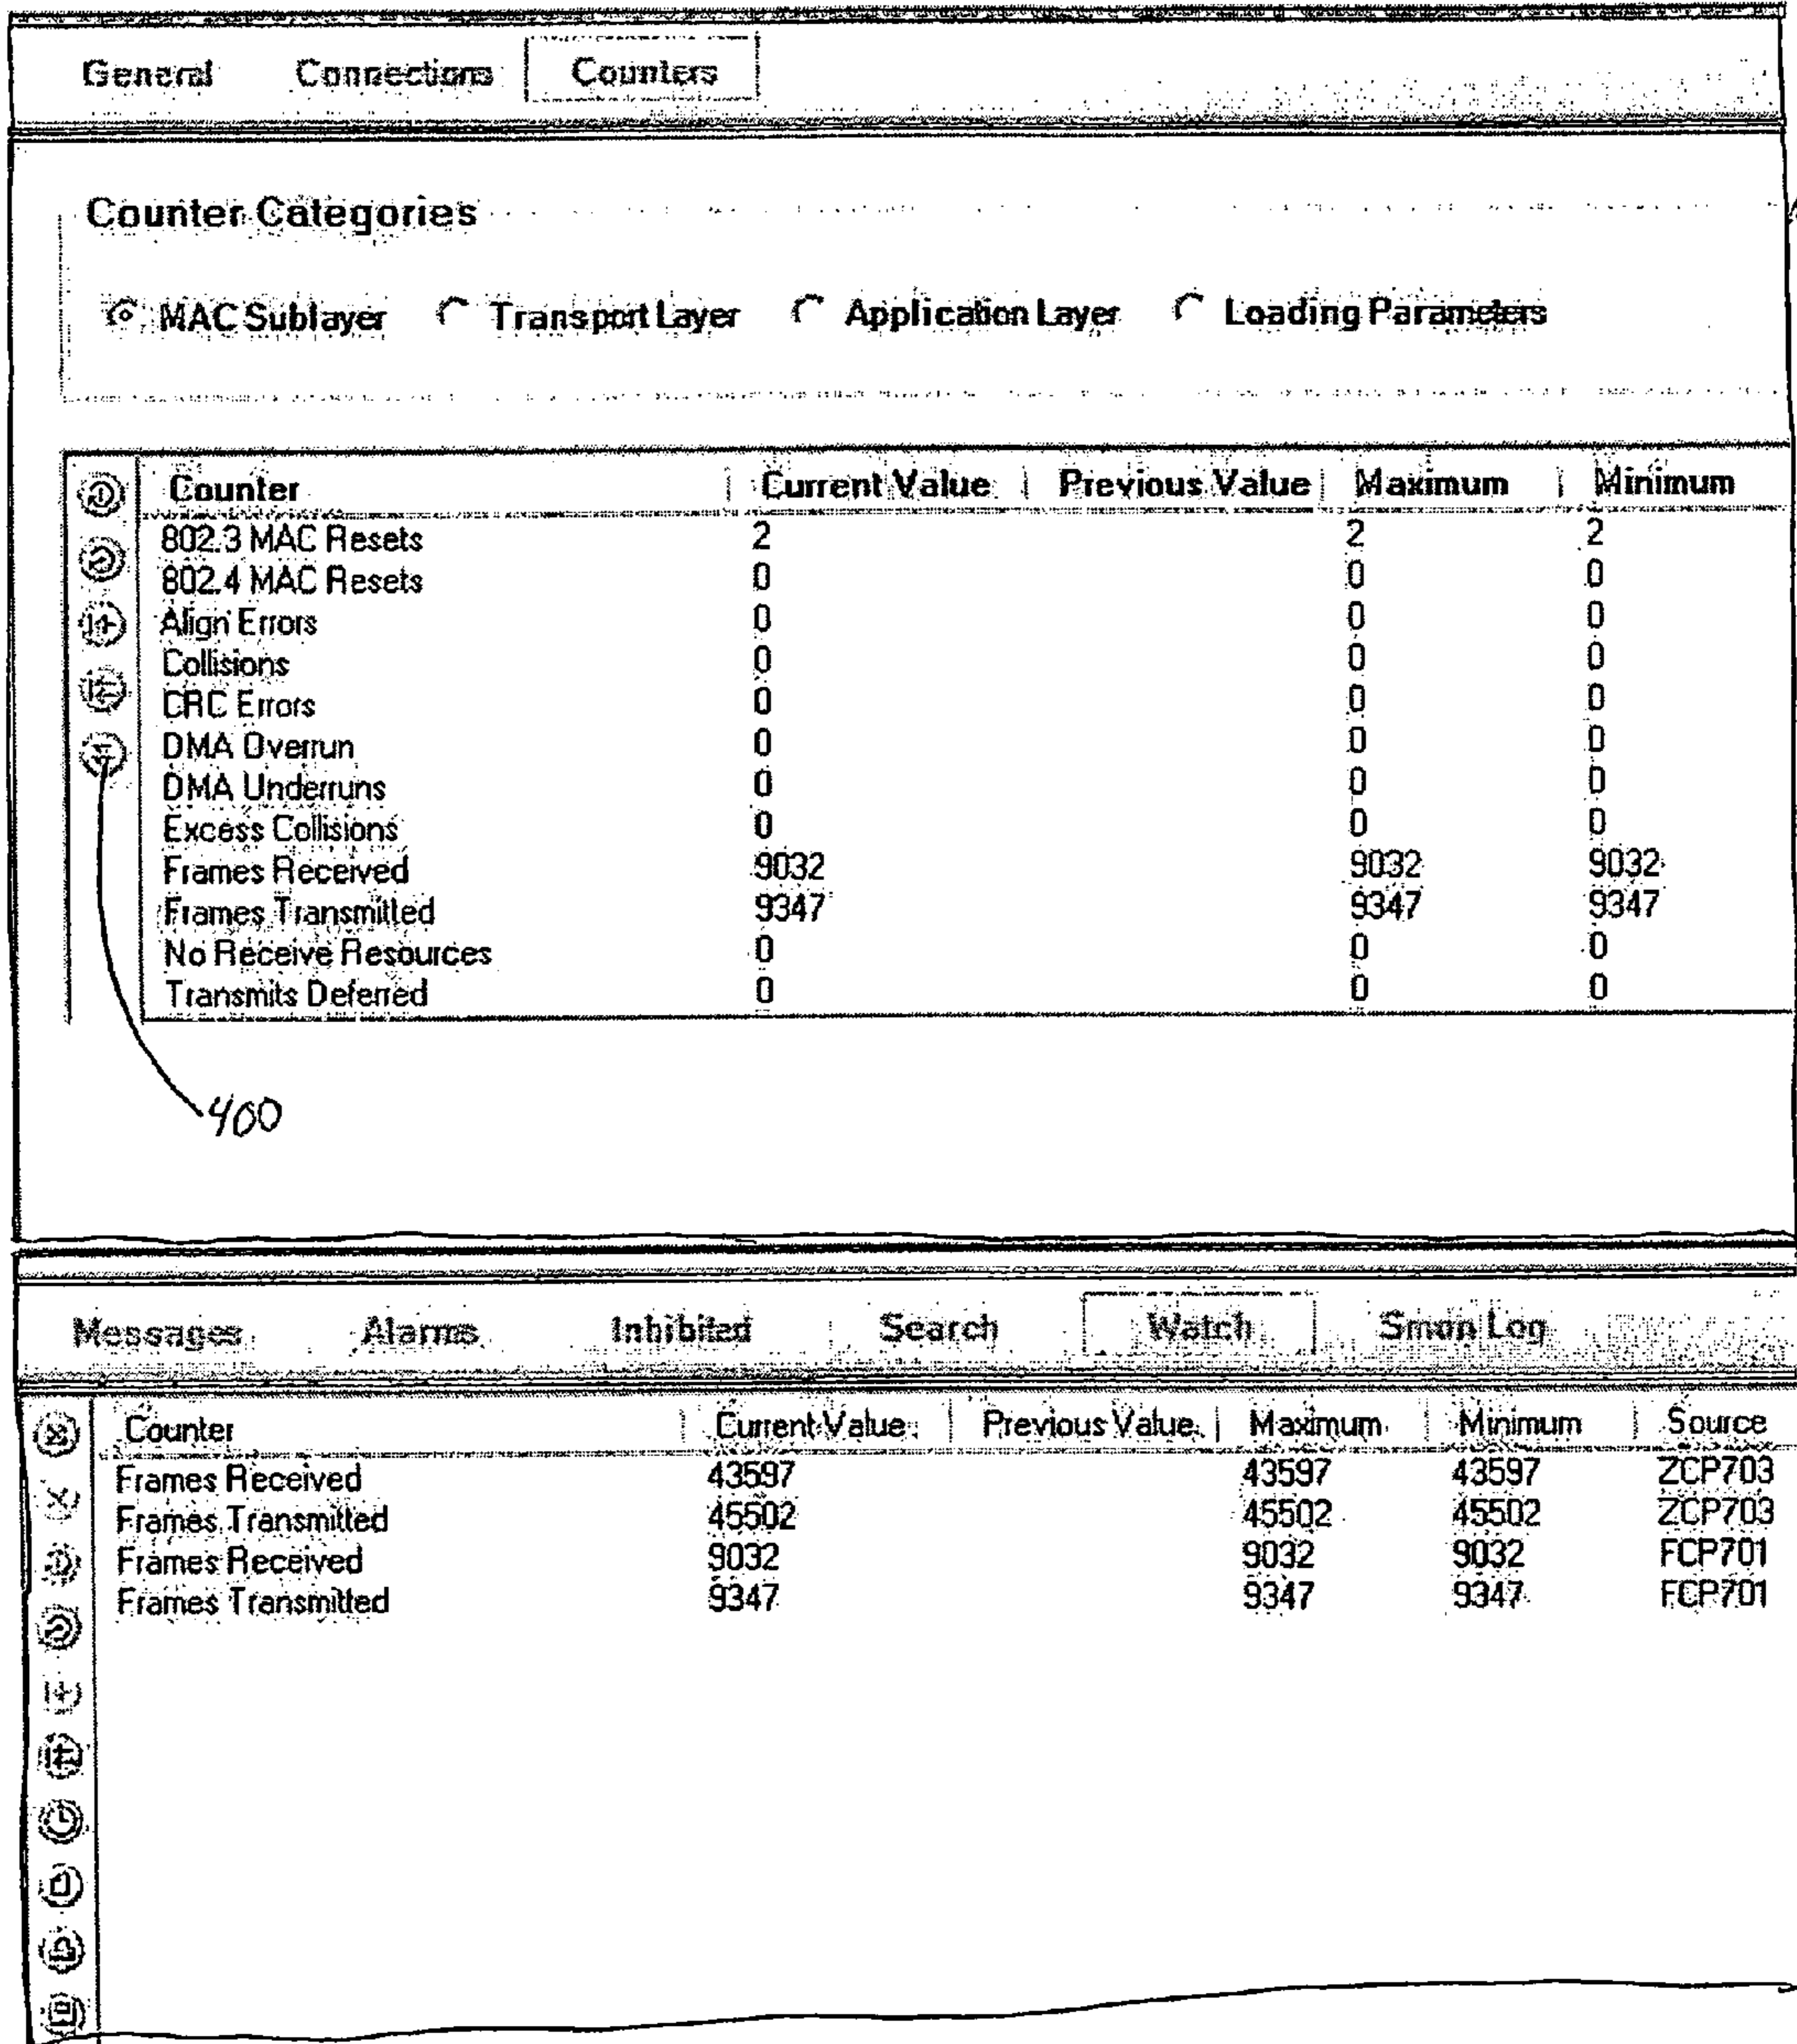 General Connections Counters
Counter Categories
MAC Sublayer Transport Layer Application Layer Loading Parameters
Counter Current Value Previous Value Maximum Minimum
802.3 MAC Resets 2 2 2
802.4 MAC Resets 0 0 0
Align Errors 0 0 0
Collisions 0 0 0
CRC Errors 0 0 0
DMA Overrun 0 0 0
DMA Underruns 0 0 0
Excess Collisions 0 0 0
Frames Received 9032 9032 9032
Frames Transmitted 9347 9347 9347
No Receive Resources 0 0 0
Transmits Deferred 0 0 0
400
Messages Alarms Inhibited Search Watch Smon Log
Counter Current Value Previous Value Maximum Minimum Source
Frames Received 43597 43597 43597 ZCP703
Frames Transmitted 45502 45502 45502 ZCP703
Frames Received 9032 9032 9032 FCP701
Frames Transmitted 9347 9347 9347 FCP701